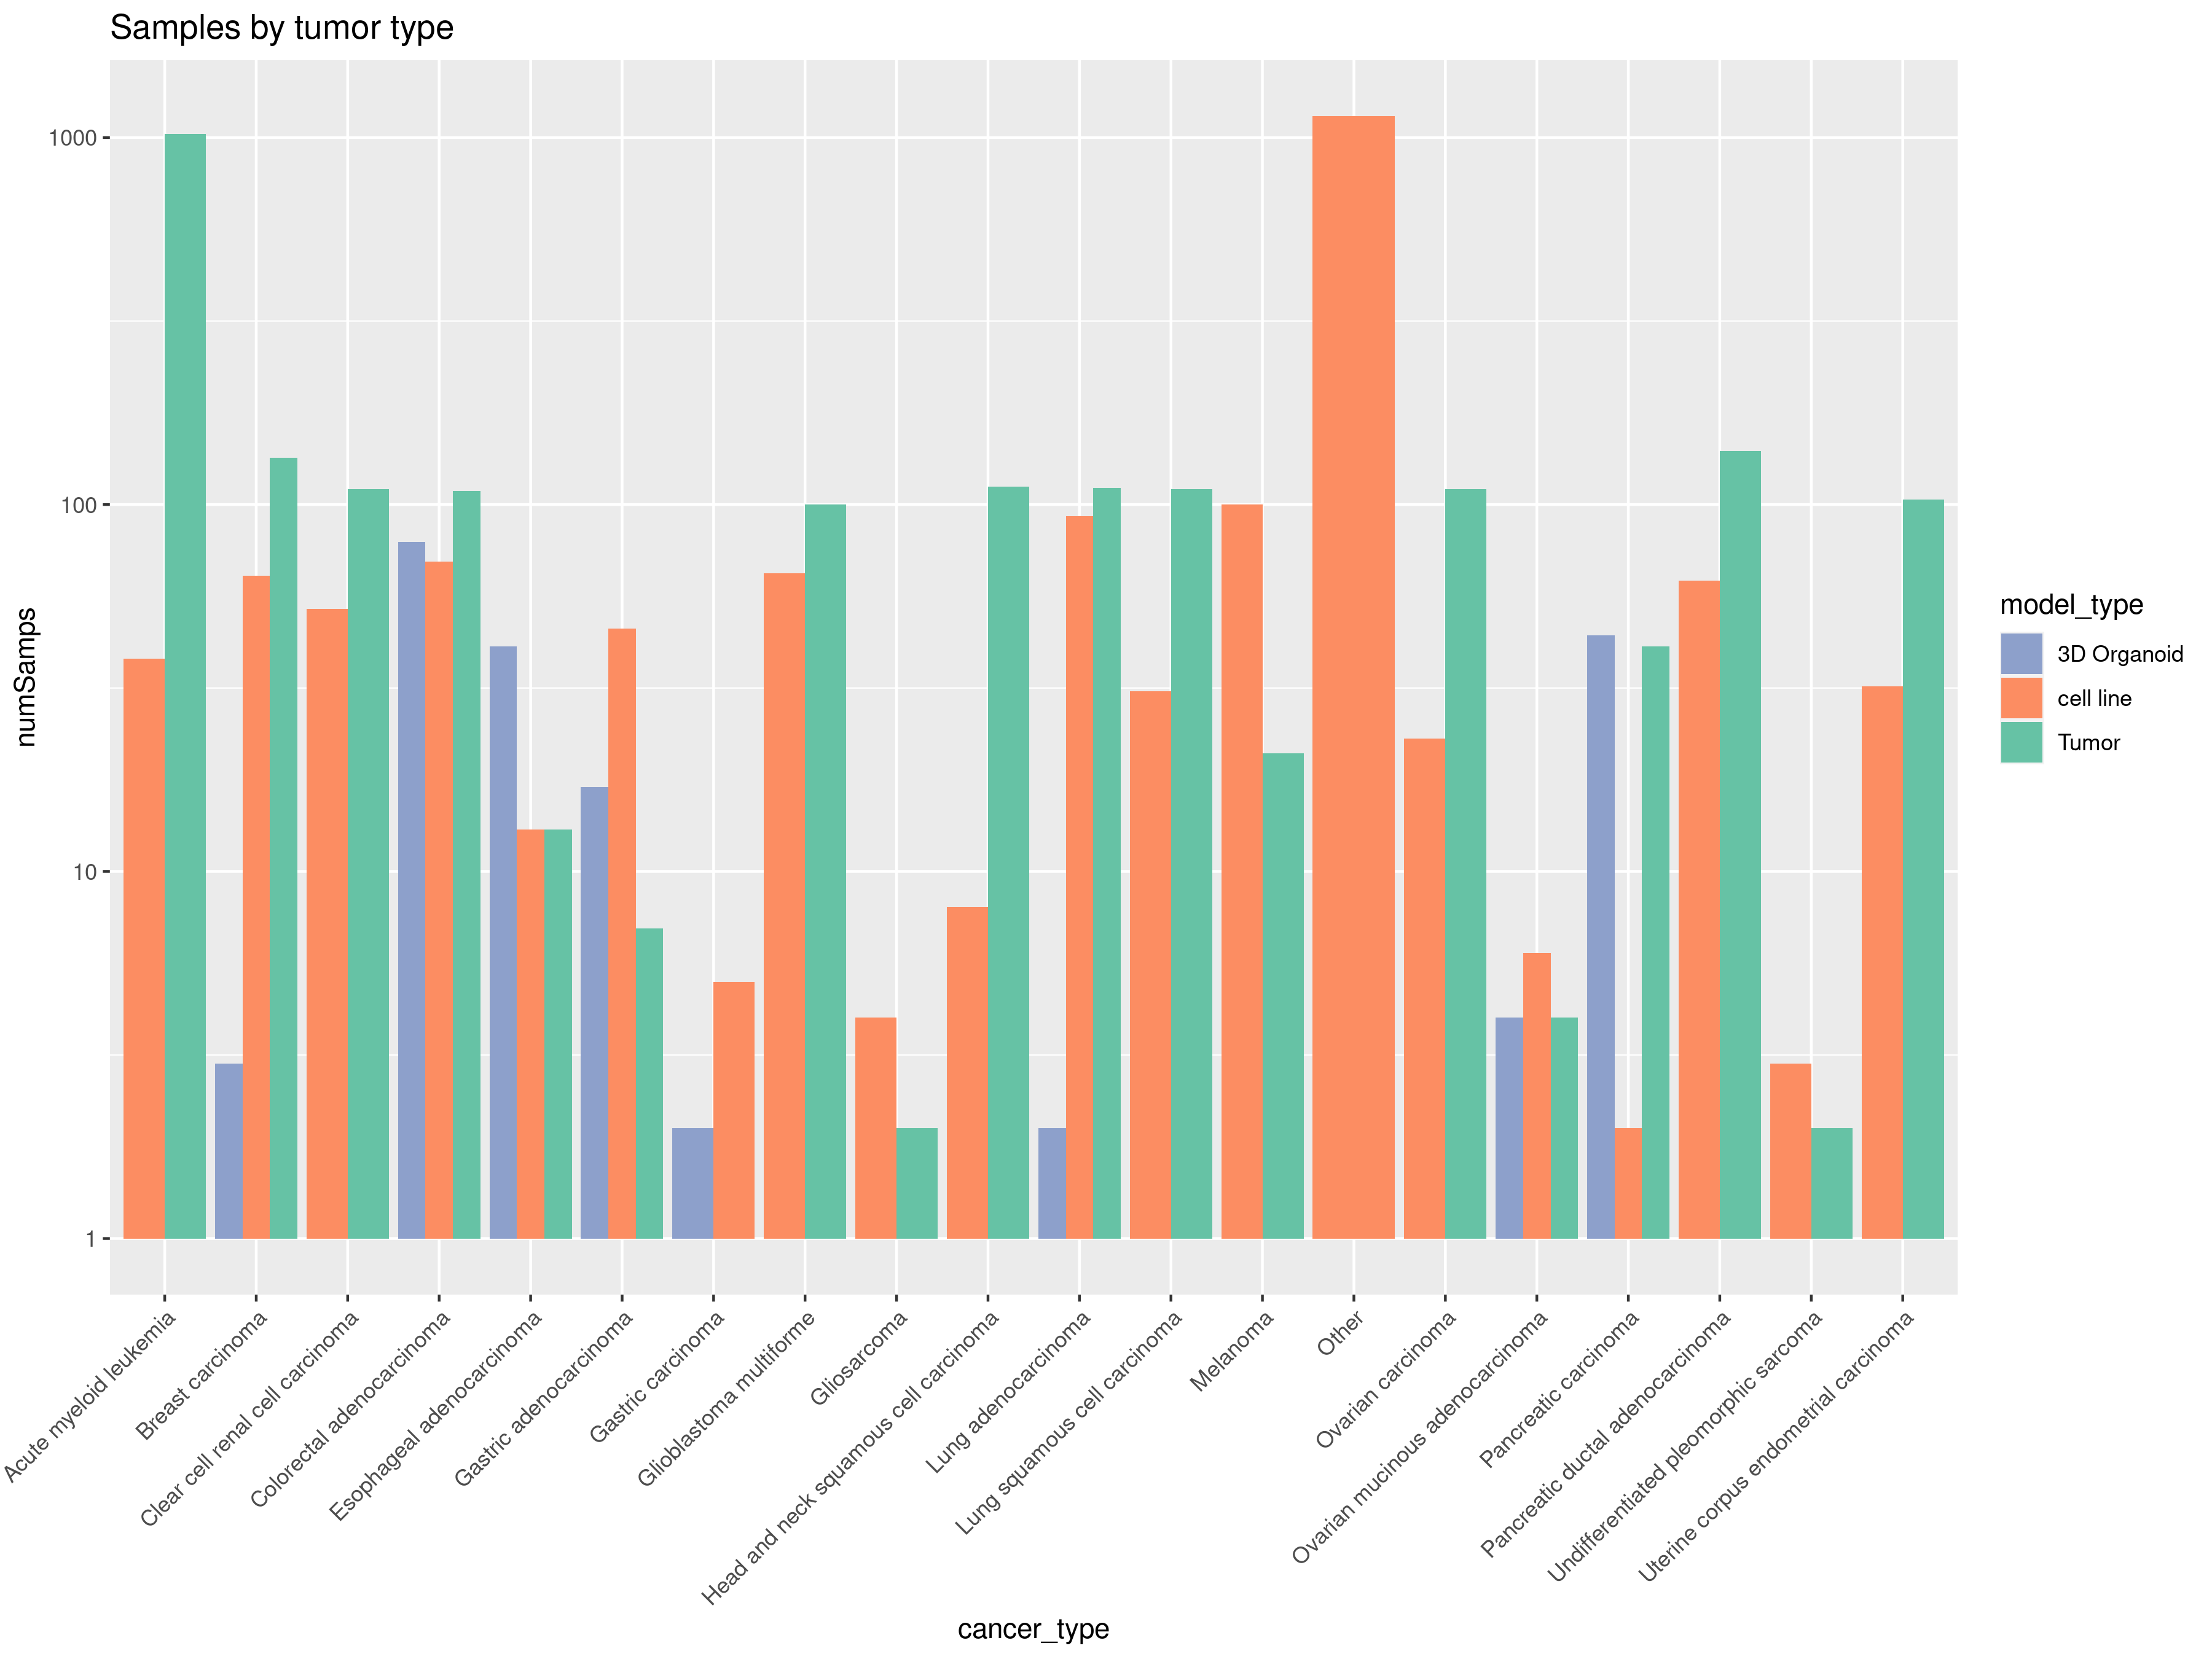 Samples by tumor type
numSamps
1000
100
10
1
Acute myeloid leukemia
Breast carcinoma
Clear cell renal cell carcinoma
Colorectal adenocarcinoma
Esophageal adenocarcinoma
Gastric adenocarcinoma
Gastric carcinoma
Glioblastoma multiforme
Gliosarcoma
Head and neck squamous cell carcinoma
Lung adenocarcinoma
Lung squamous cell carcinoma
Melanoma
Other
Ovarian carcinoma
Ovarian mucinous adenocarcinoma
Pancreatic carcinoma
Pancreatic ductal adenocarcinoma
Undifferentiated pleomorphic sarcoma
Uterine corpus endometrial carcinoma
cancer_type
model_type
3D Organoid
cell line
Tumor